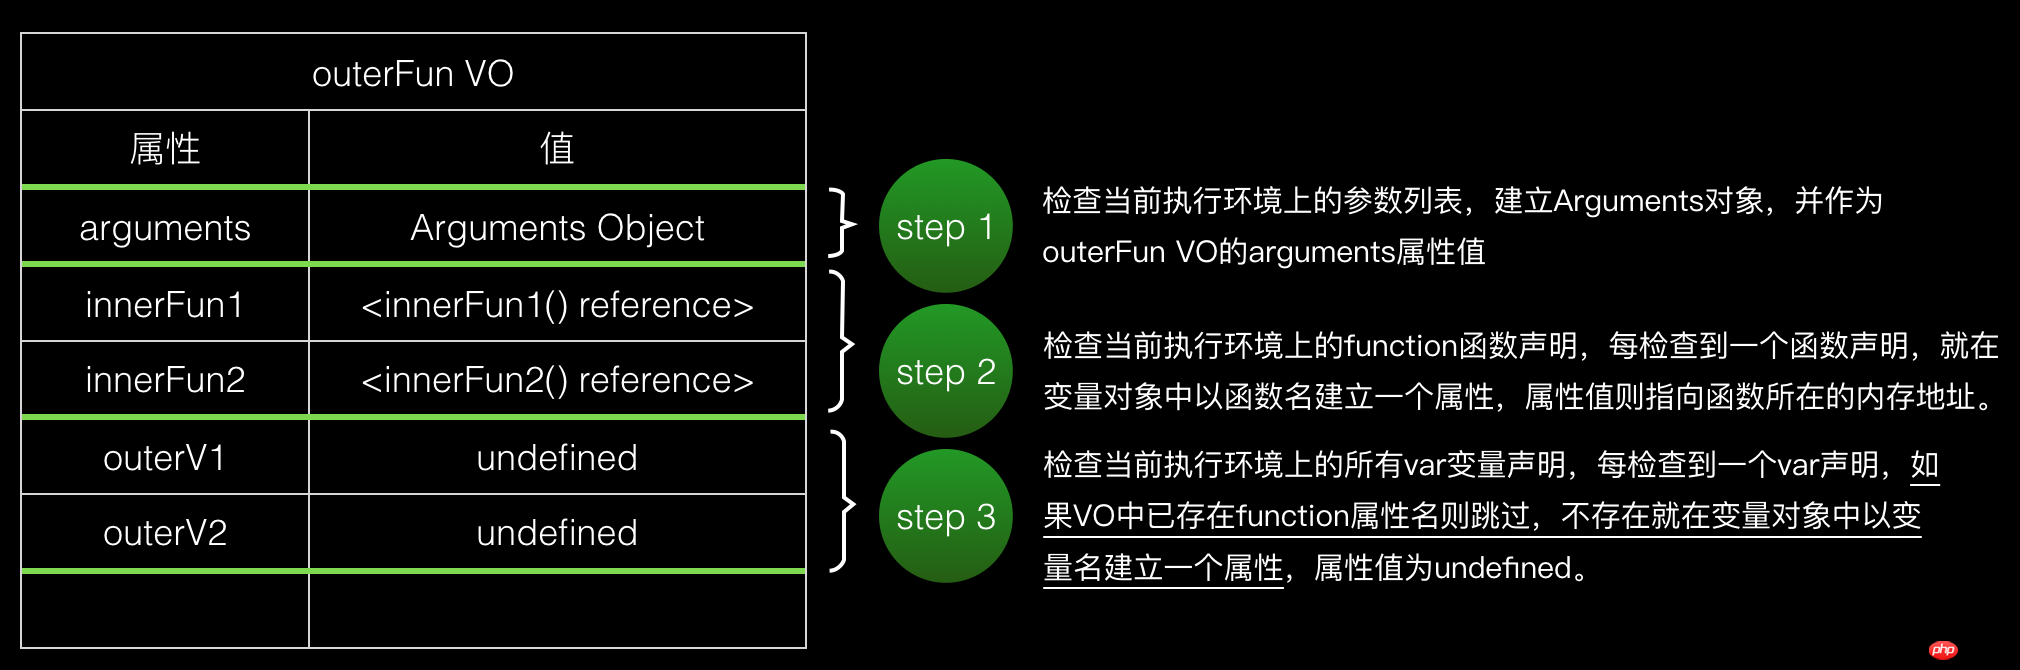 outerFun VO
属性 值
arguments Arguments Object
innerFun1 <innerFun1() reference>
innerFun2 <innerFun2() reference>
outerV1 undefined
outerV2 undefined
step 1
检查当前执行环境上的参数列表，建立Arguments对象，并作为
outerFun VO的arguments属性值
step 2
检查当前执行环境上的function函数声明，每检查到一个函数声明，就在
变量对象中以函数名建立一个属性，属性值则指向函数所在的内存地址。
step 3
检查当前执行环境上的所有var变量声明，每检查到一个var声明，如
果VO中已存在function属性名则跳过，不存在就在变量对象中以变
量名建立一个属性，属性值为undefined。
php